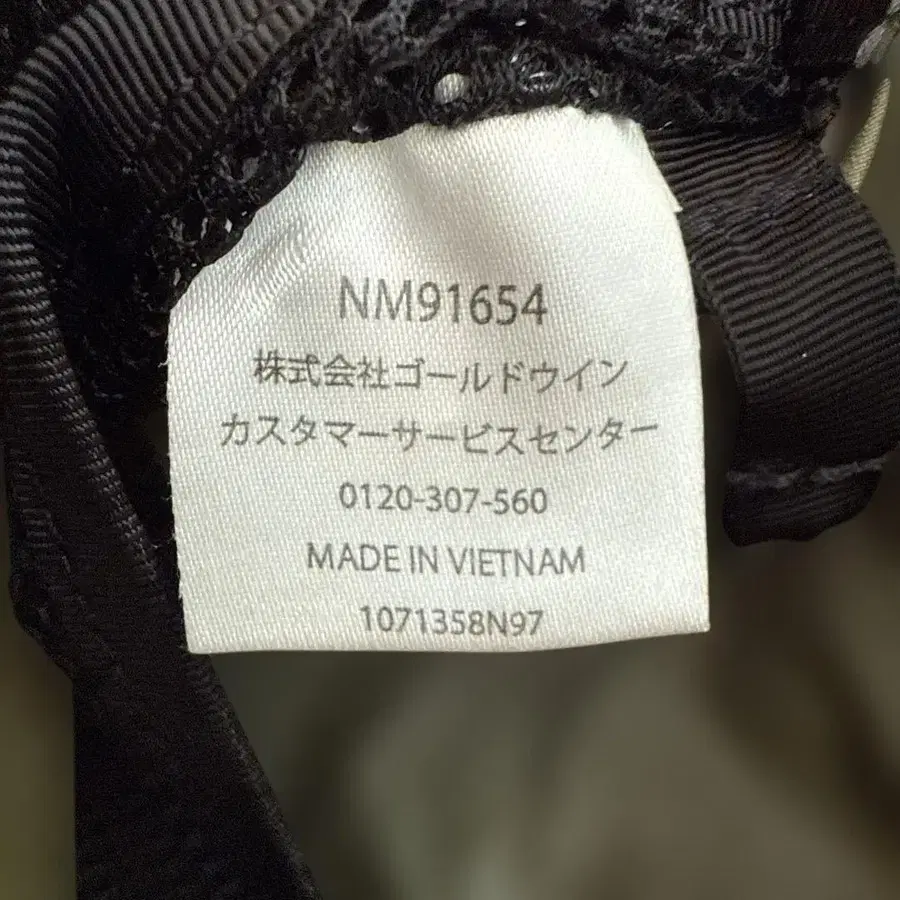 NM91654
株式会社ゴールドウイン
カスタマーサービスセンター
0120-307-560
MADE IN VIETNAM
1071358N97